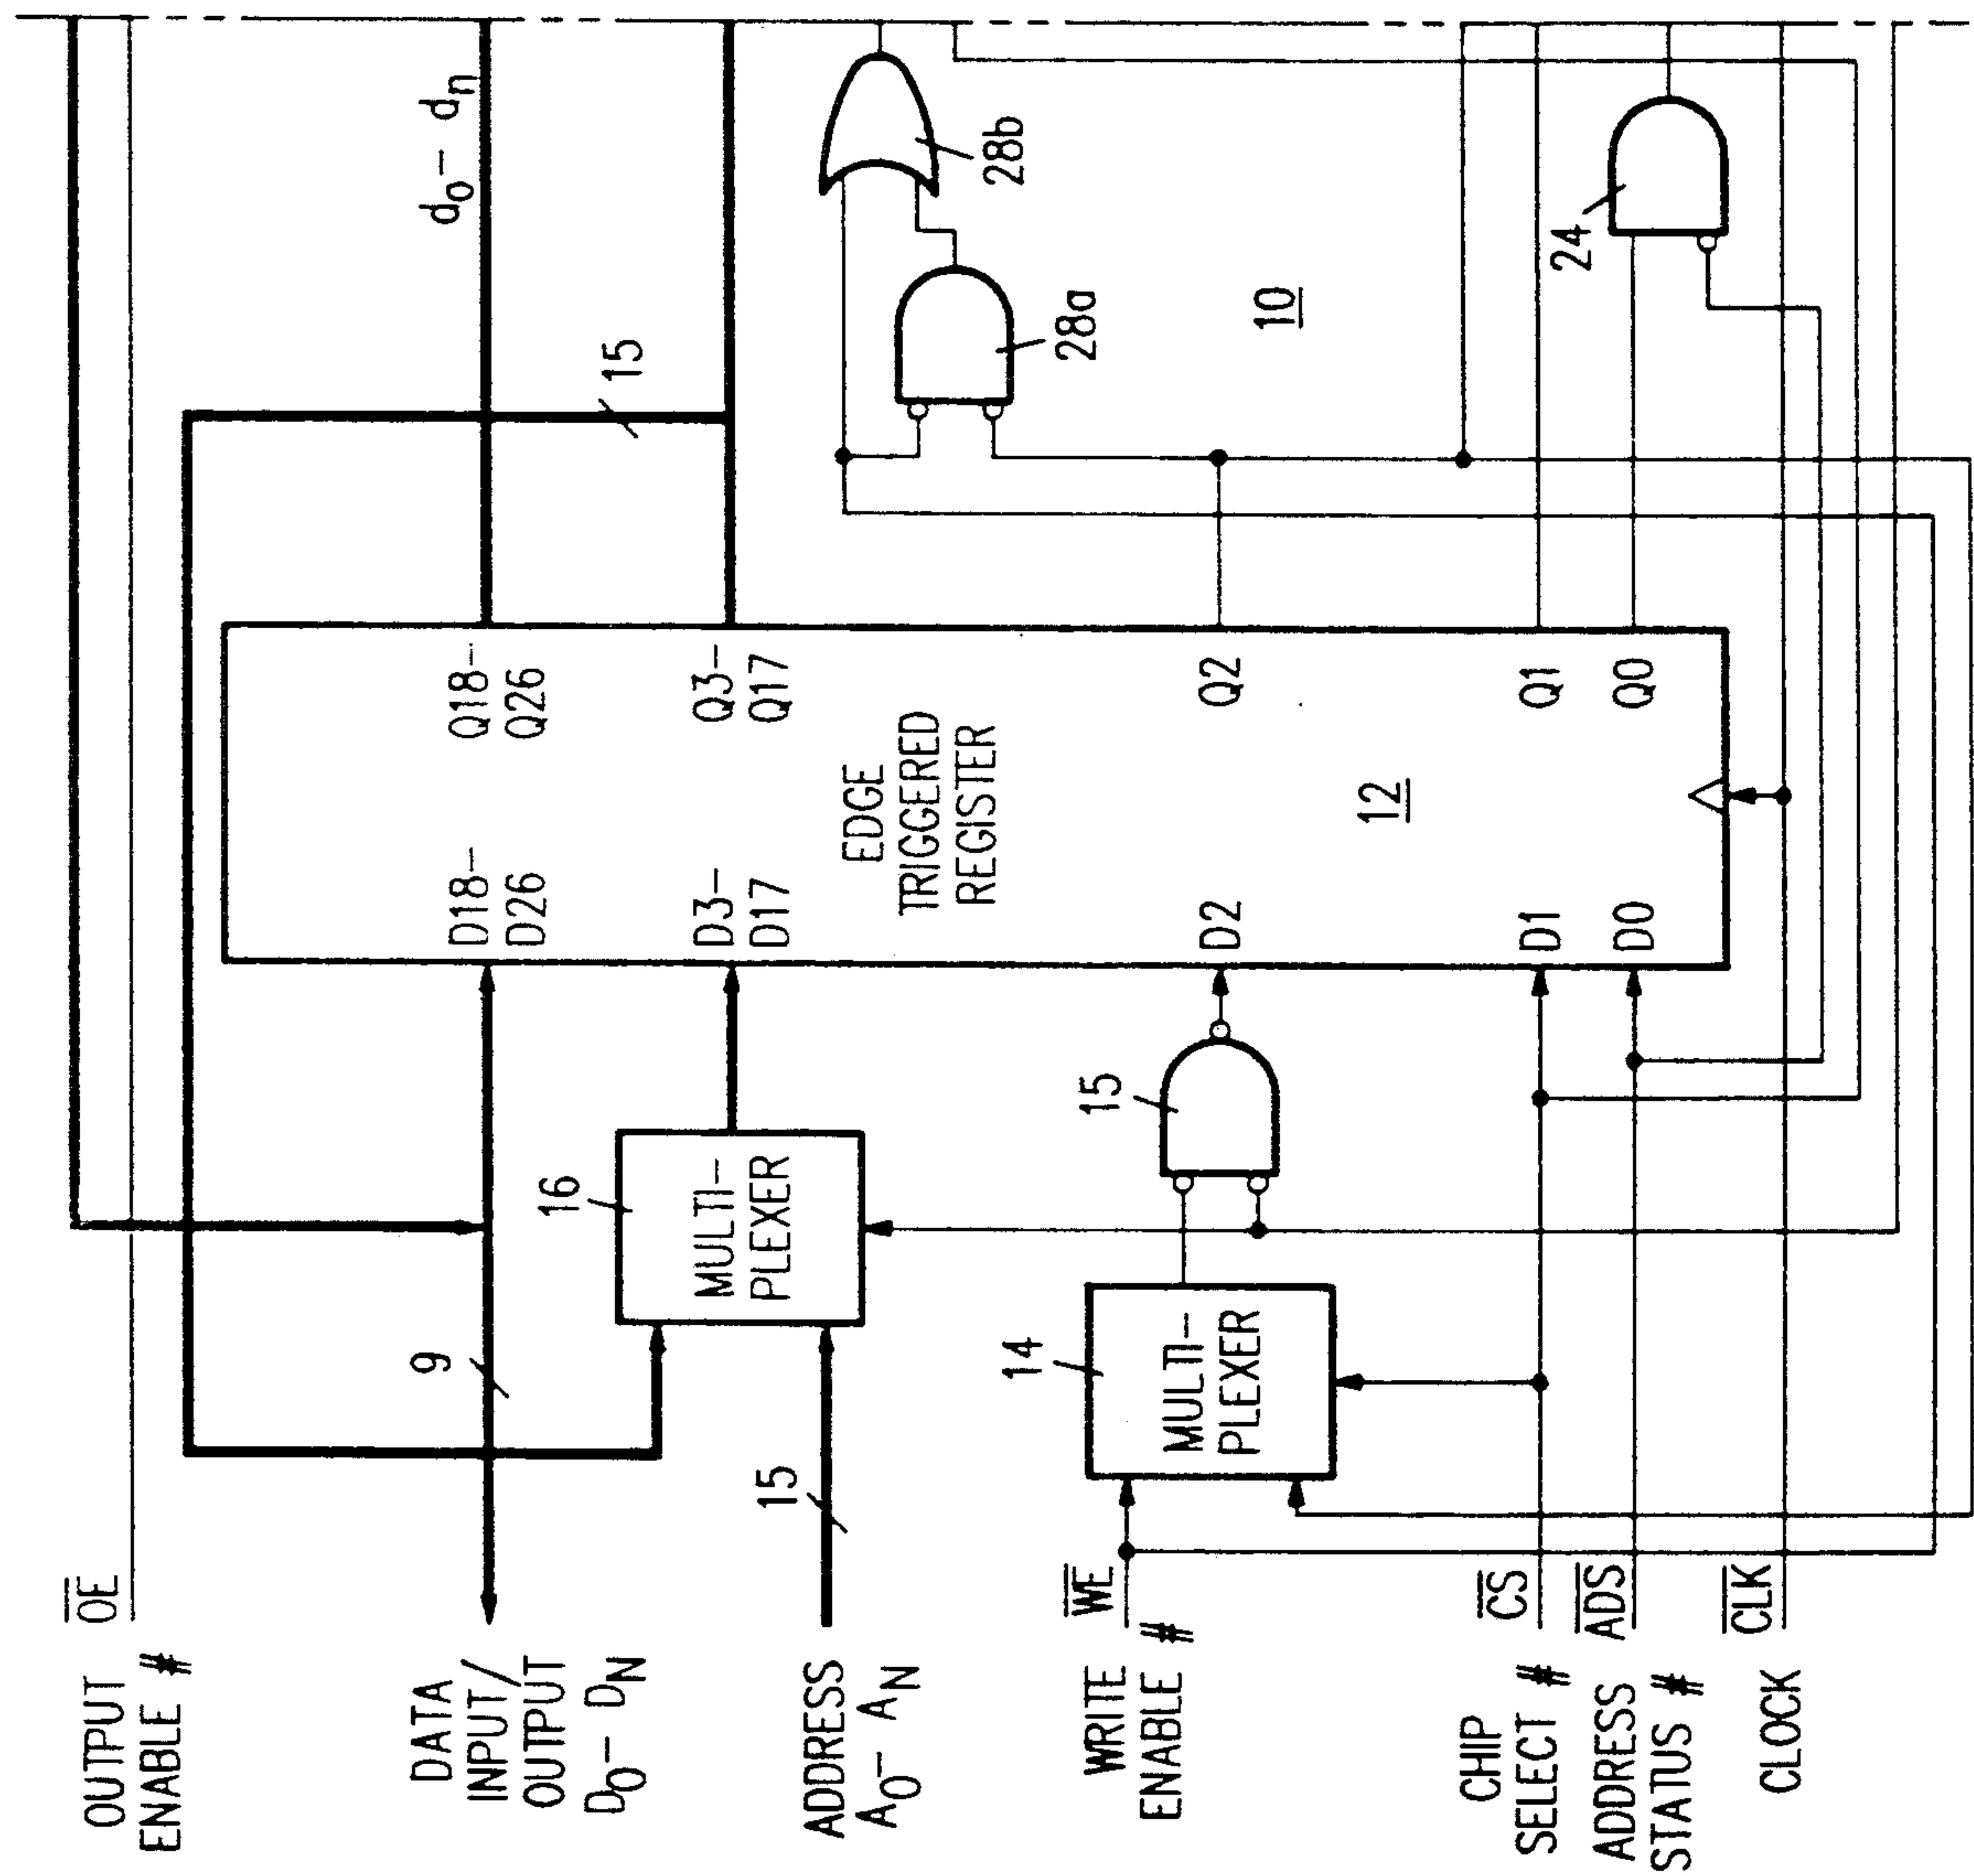 OUTPUT
ENABLE #
OE
DATA
INPUT/
OUTPUT
D0- DN
9
ADDRESS
A0- AN
15
16
MULTI-
PLEXER
WRITE
ENABLE #
WE
14
MULTI-
PLEXER
15
CHIP
SELECT #
CS
ADDRESS
STATUS #
ADS
CLOCK
CLK
D18-
D26
D3-
D17
D2
D1
D0
EDGE
TRIGGERED
REGISTER
12
Q18-
Q26
Q3-
Q17
Q2
Q1
Q0
15
d0- dn
28a
28b
10
24